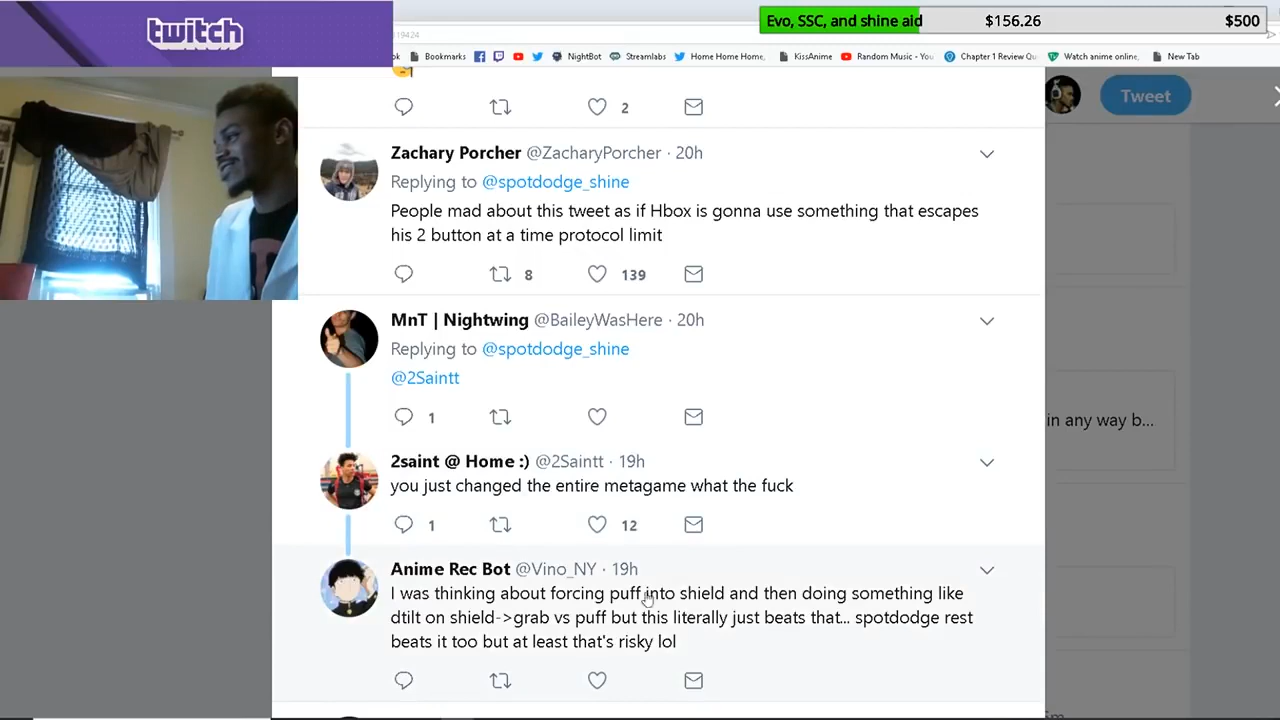 twitch
Evo, SSC, and shine aid $156.26 $500
19424
ok Bookmarks NightBot Streamlabs Home Home Home, KissAnime Random Music - You Chapter 1 Review Qu Watch anime online, New Tab
Tweet
2
Zachary Porcher @ZacharyPorcher · 20h
Replying to @spotdodge_shine
People mad about this tweet as if Hbox is gonna use something that escapes
his 2 button at a time protocol limit
8 139
MnT | Nightwing @BaileyWasHere · 20h
Replying to @spotdodge_shine
@2Saintt
1
in any way b...
2saint @ Home :) @2Saintt · 19h
you just changed the entire metagame what the fuck
1 12
Anime Rec Bot @Vino_NY · 19h
I was thinking about forcing puff into shield and then doing something like
dtilt on shield->grab vs puff but this literally just beats that... spotdodge rest
beats it too but at least that's risky lol